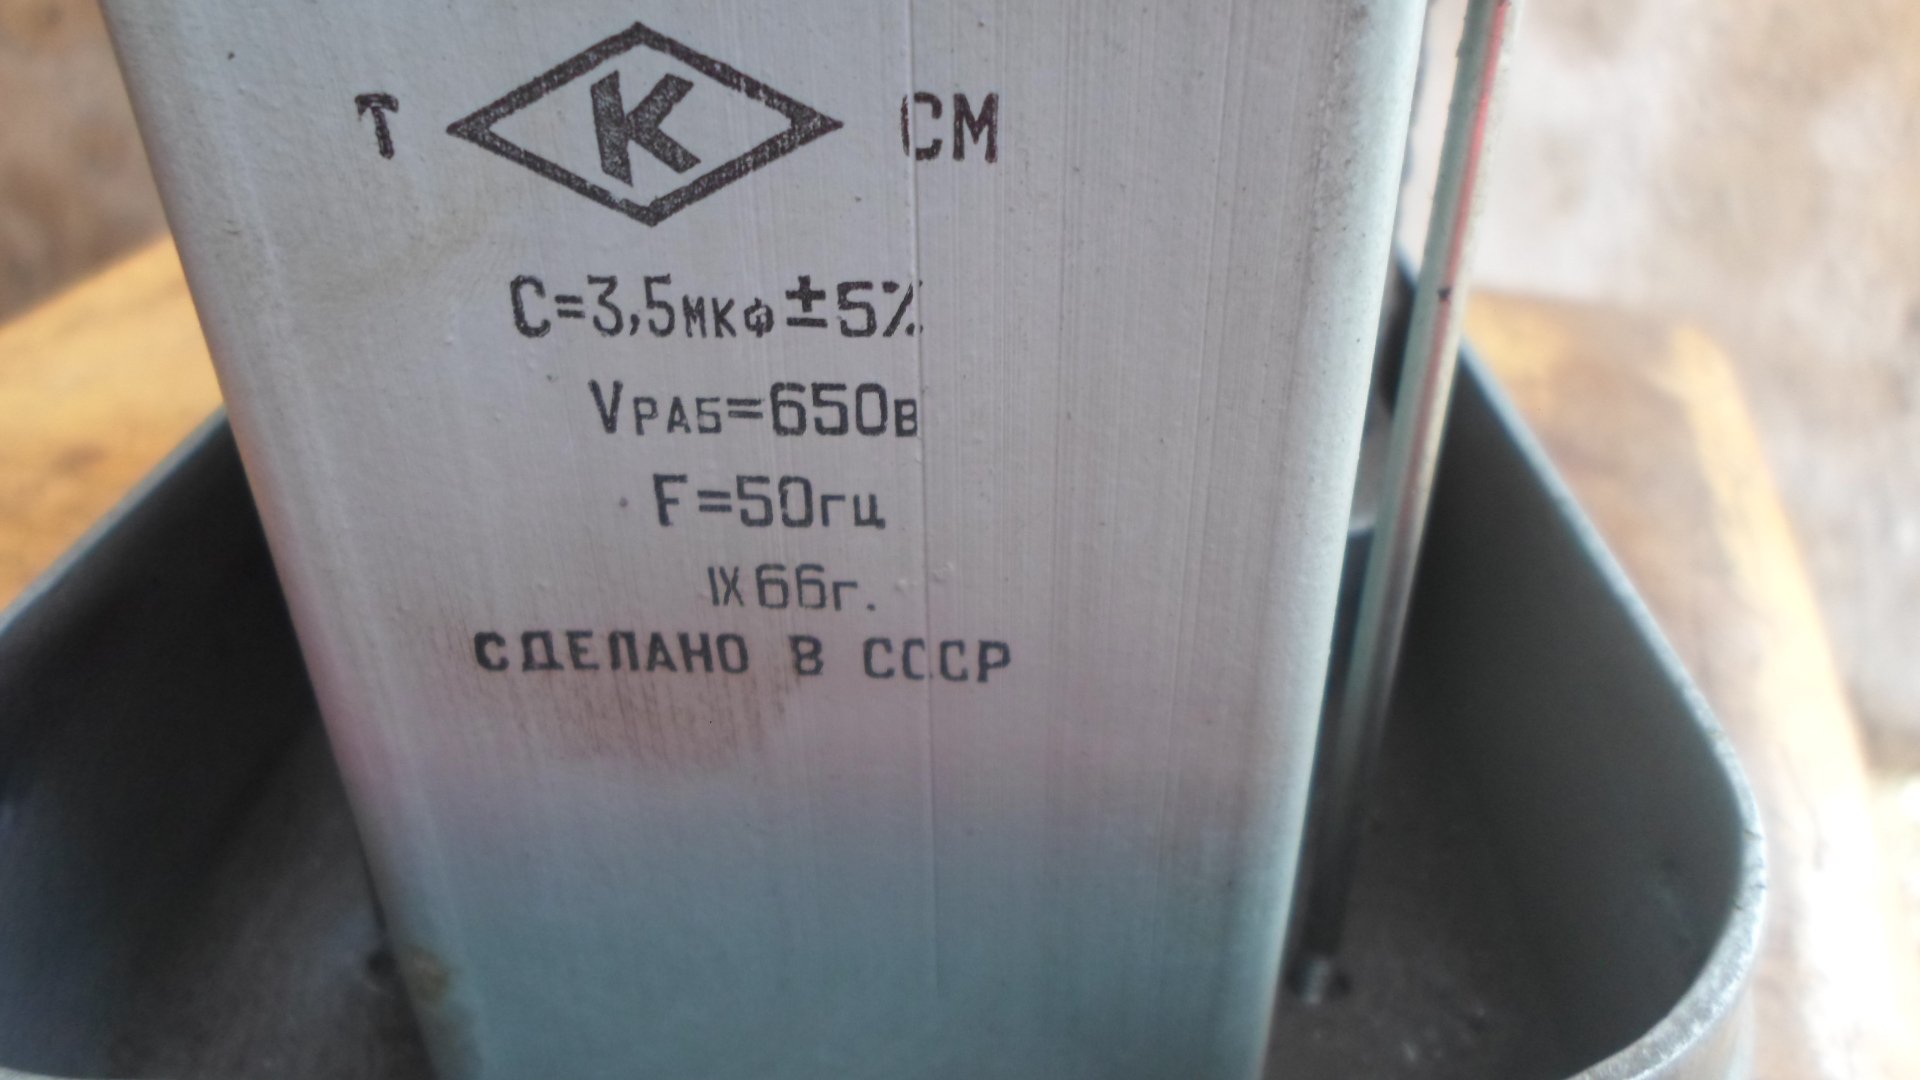 Т К СМ
С=3,5мкф±5%
VРАБ=650в
F=50гц
IX 66г.
СДЕЛАНО В СССР